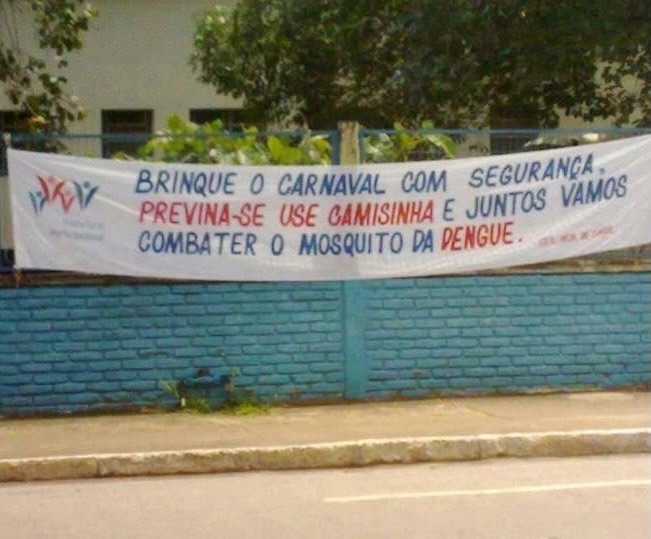 BRINQUE O CARNAVAL COM SEGURANÇA,
PREVINA-SE USE CAMISINHA E JUNTOS VAMOS
COMBATER O MOSQUITO DA DENGUE.